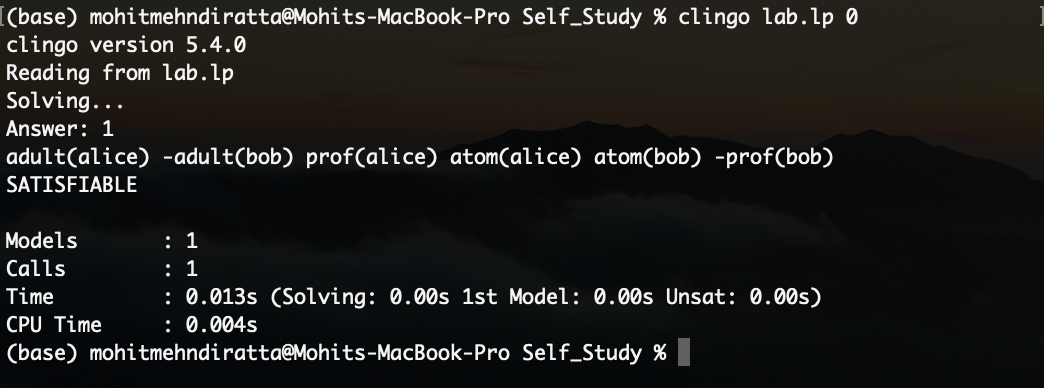 (base) mohitmehndiratta@Mohits-MacBook-Pro Self_Study % clingo lab.lp 0
clingo version 5.4.0
Reading from lab.lp
Solving...
Answer: 1
adult(alice) -adult(bob) prof(alice) atom(alice) atom(bob) -prof(bob)
SATISFIABLE

Models       : 1
Calls        : 1
Time         : 0.013s (Solving: 0.00s 1st Model: 0.00s Unsat: 0.00s)
CPU Time     : 0.004s
(base) mohitmehndiratta@Mohits-MacBook-Pro Self_Study %